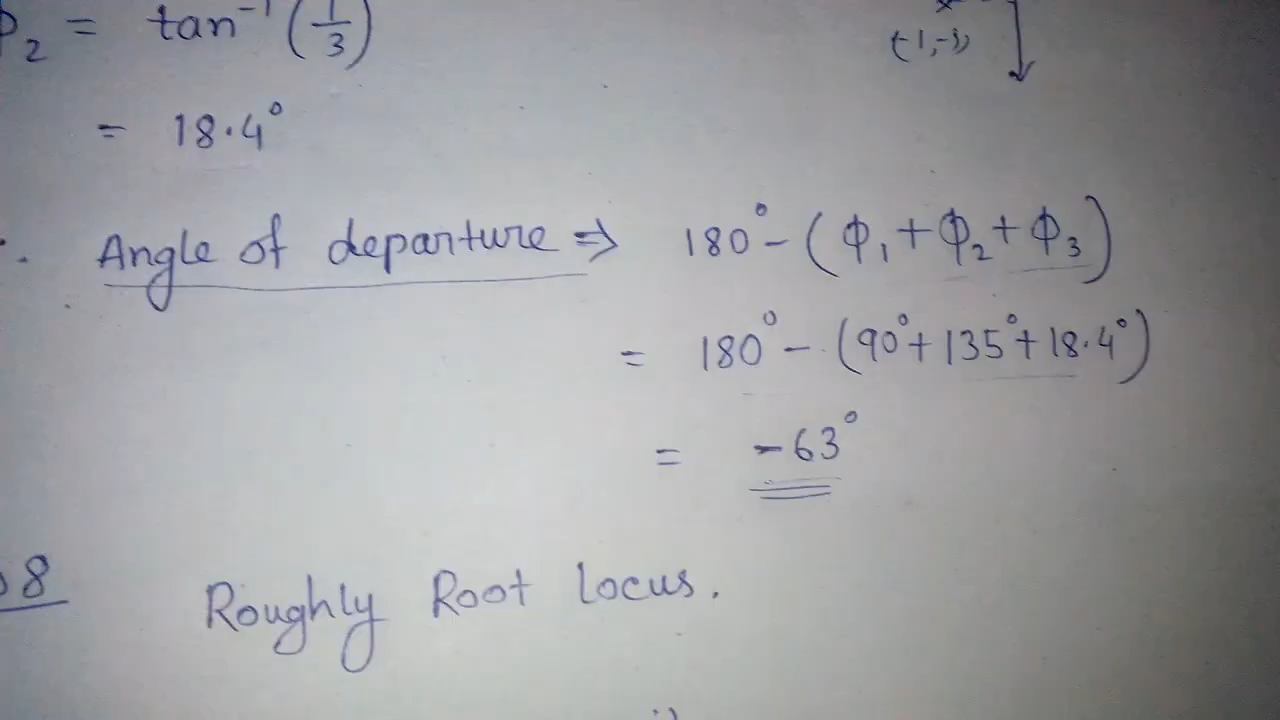 ϕ₂ = tan⁻¹(1/3)
(-1,-j)
= 18.4°
∴ Angle of departure ⇒ 180° - (ϕ₁ + ϕ₂ + ϕ₃)
= 180° - (90° + 135° + 18.4°)
= -63°
8 Roughly Root locus.